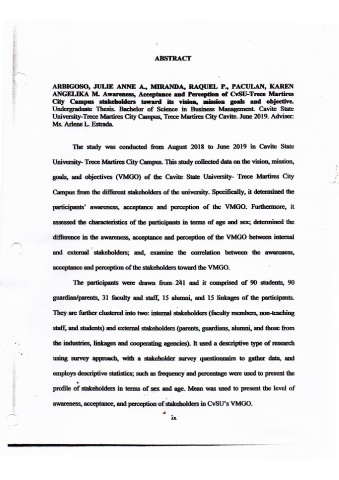 ABSTRACT
ARBIGOSO, JULIE ANNE A., MIRANDA, RAQUEL P., PACULAN, KAREN
ANGELIKA M. Awareness, Acceptance and Perception of CvSU-Trece Martires
City Campus stakeholders toward its vision, mission goals and objective.
Undergraduate Thesis. Bachelor of Science in Business Management. Cavite State
University-Trece Martires City Campus, Trece Martires City Cavite. June 2019. Adviser:
Ms. Arlene L. Estrada.
The study was conducted from August 2018 to June 2019 in Cavite State
University- Trece Martires City Campus. This study collected data on the vision, mission,
goals, and objectives (VMGO) of the Cavite State University- Trece Martires City
Campus from the different stakeholders of the university. Specifically, it determined the
participants' awareness, acceptance and perception of the VMGO. Furthermore, it
assessed the characteristics of the participants in terms of age and sex; determined the
difference in the awareness, acceptance and perception of the VMGO between internal
and external stakeholders; and, examine the correlation between the awareness,
acceptance and perception of the stakeholders toward the VMGO.
The participants were drawn from 241 and it comprised of 90 students, 90
guardian/parents, 31 faculty and staff, 15 alumni, and 15 linkages of the participants.
They are further clustered into two: internal stakeholders (faculty members, non-teaching
staff, and students) and external stakeholders (parents, guardians, alumni, and those from
the industries, linkages and cooperating agencies). It used a descriptive type of research
using survey approach, with a stakeholder survey questionnaire to gather data, and
employs descriptive statistics; such as frequency and percentage were used to present the
profile of stakeholders in terms of sex and age. Mean was used to present the level of
awareness, acceptance, and perception of stakeholders in CvSU's VMGO.
ix